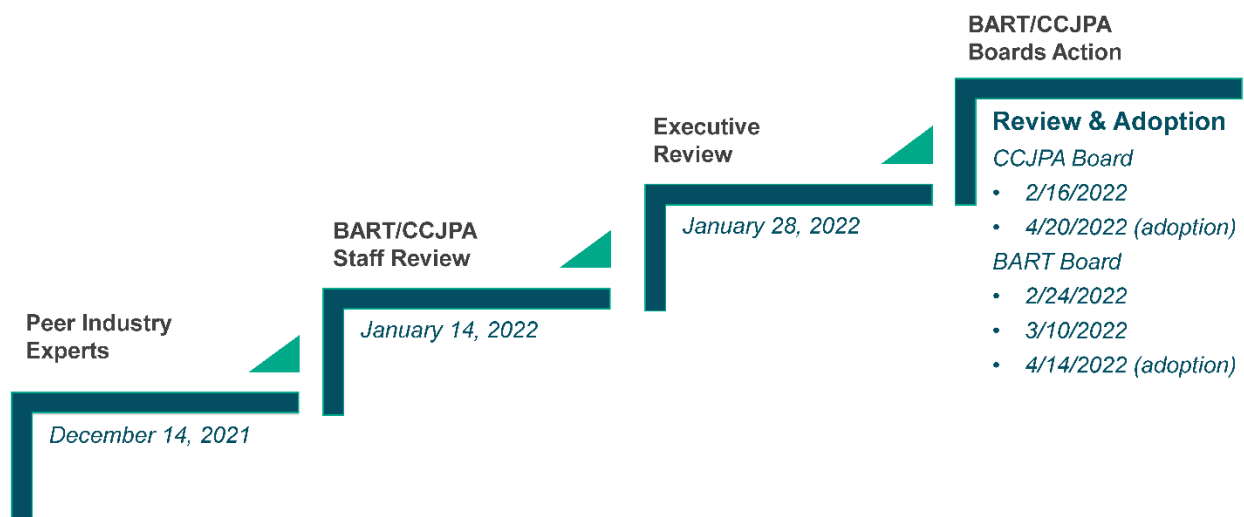 Peer Industry
Experts
December 14, 2021
BART/CCJPA
Staff Review
January 14, 2022
Executive
Review
January 28, 2022
BART/CCJPA
Boards Action
Review & Adoption
CCJPA Board
• 2/16/2022
• 4/20/2022 (adoption)
BART Board
• 2/24/2022
• 3/10/2022
• 4/14/2022 (adoption)